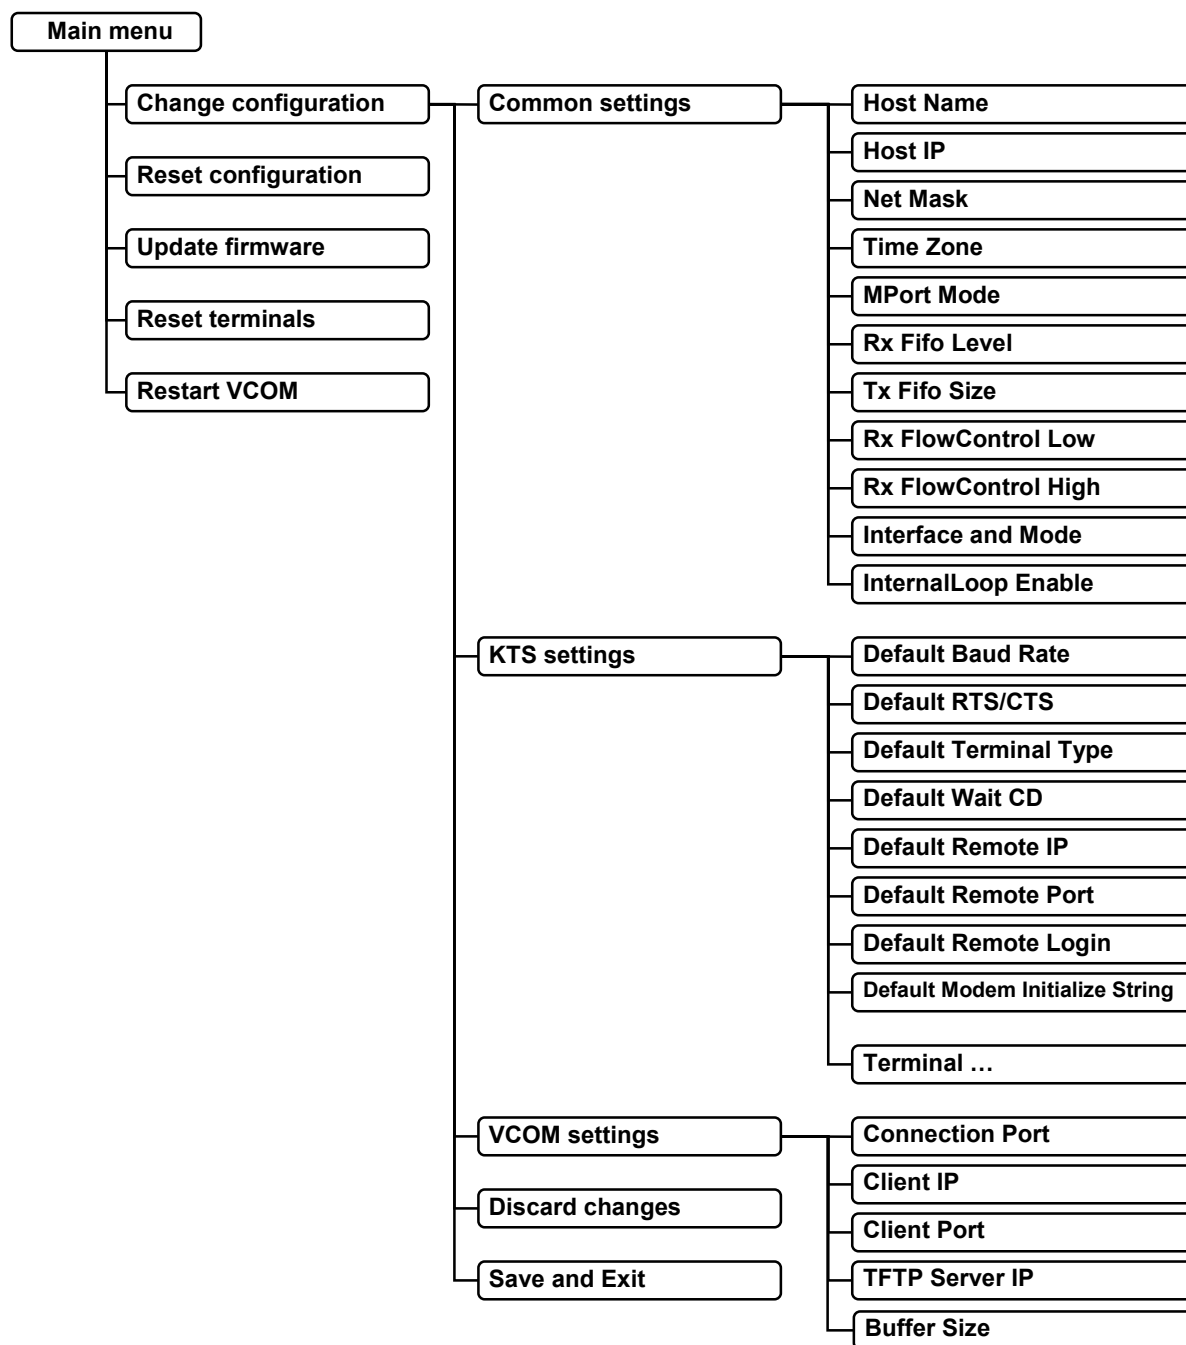 Main menu
Change configuration
Reset configuration
Update firmware
Reset terminals
Restart VCOM
Common settings
Host Name
Host IP
Net Mask
Time Zone
MPort Mode
Rx Fifo Level
Tx Fifo Size
Rx FlowControl Low
Rx FlowControl High
Interface and Mode
InternalLoop Enable
KTS settings
Default Baud Rate
Default RTS/CTS
Default Terminal Type
Default Wait CD
Default Remote IP
Default Remote Port
Default Remote Login
Default Modem Initialize String
Terminal …
VCOM settings
Connection Port
Client IP
Client Port
TFTP Server IP
Buffer Size
Discard changes
Save and Exit